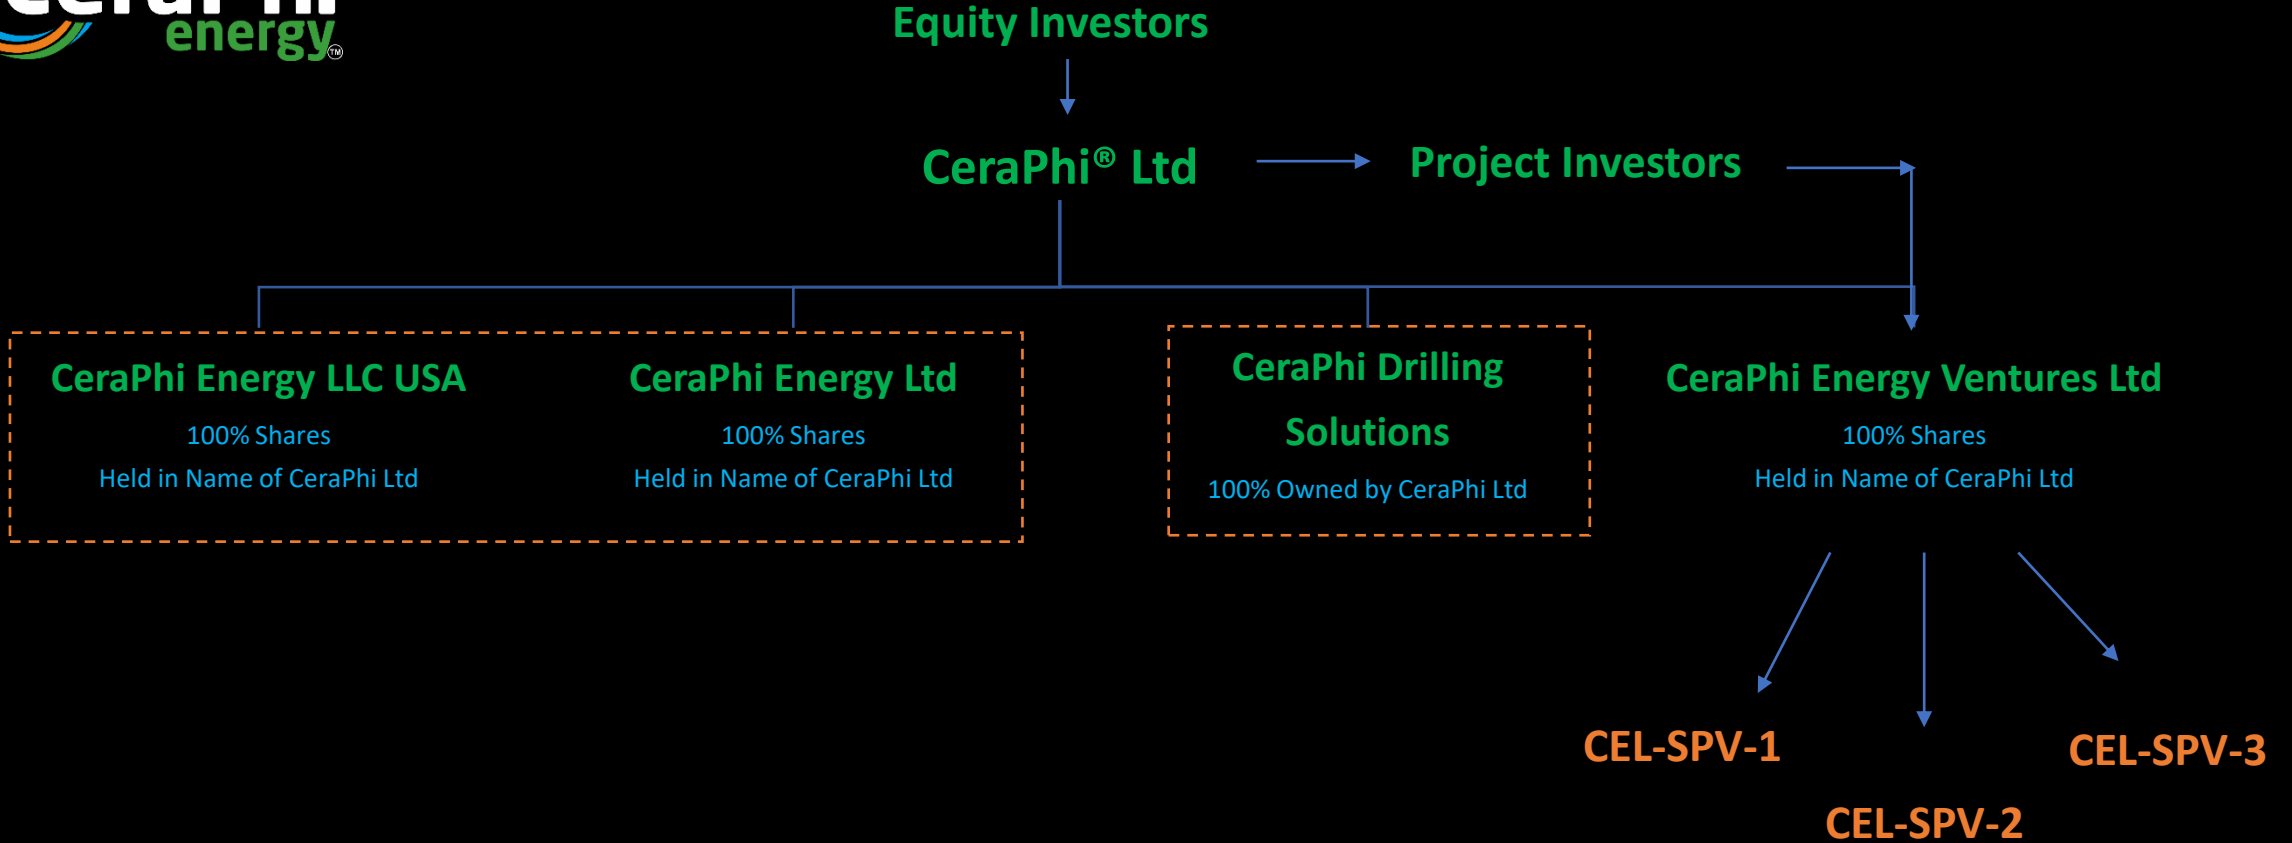 CeraPhi
energy™
Equity Investors
CeraPhi® Ltd
Project Investors
CeraPhi Energy LLC USA
100% Shares
Held in Name of CeraPhi Ltd
CeraPhi Energy Ltd
100% Shares
Held in Name of CeraPhi Ltd
CeraPhi Drilling
Solutions
100% Owned by CeraPhi Ltd
CeraPhi Energy Ventures Ltd
100% Shares
Held in Name of CeraPhi Ltd
CEL-SPV-1
CEL-SPV-2
CEL-SPV-3